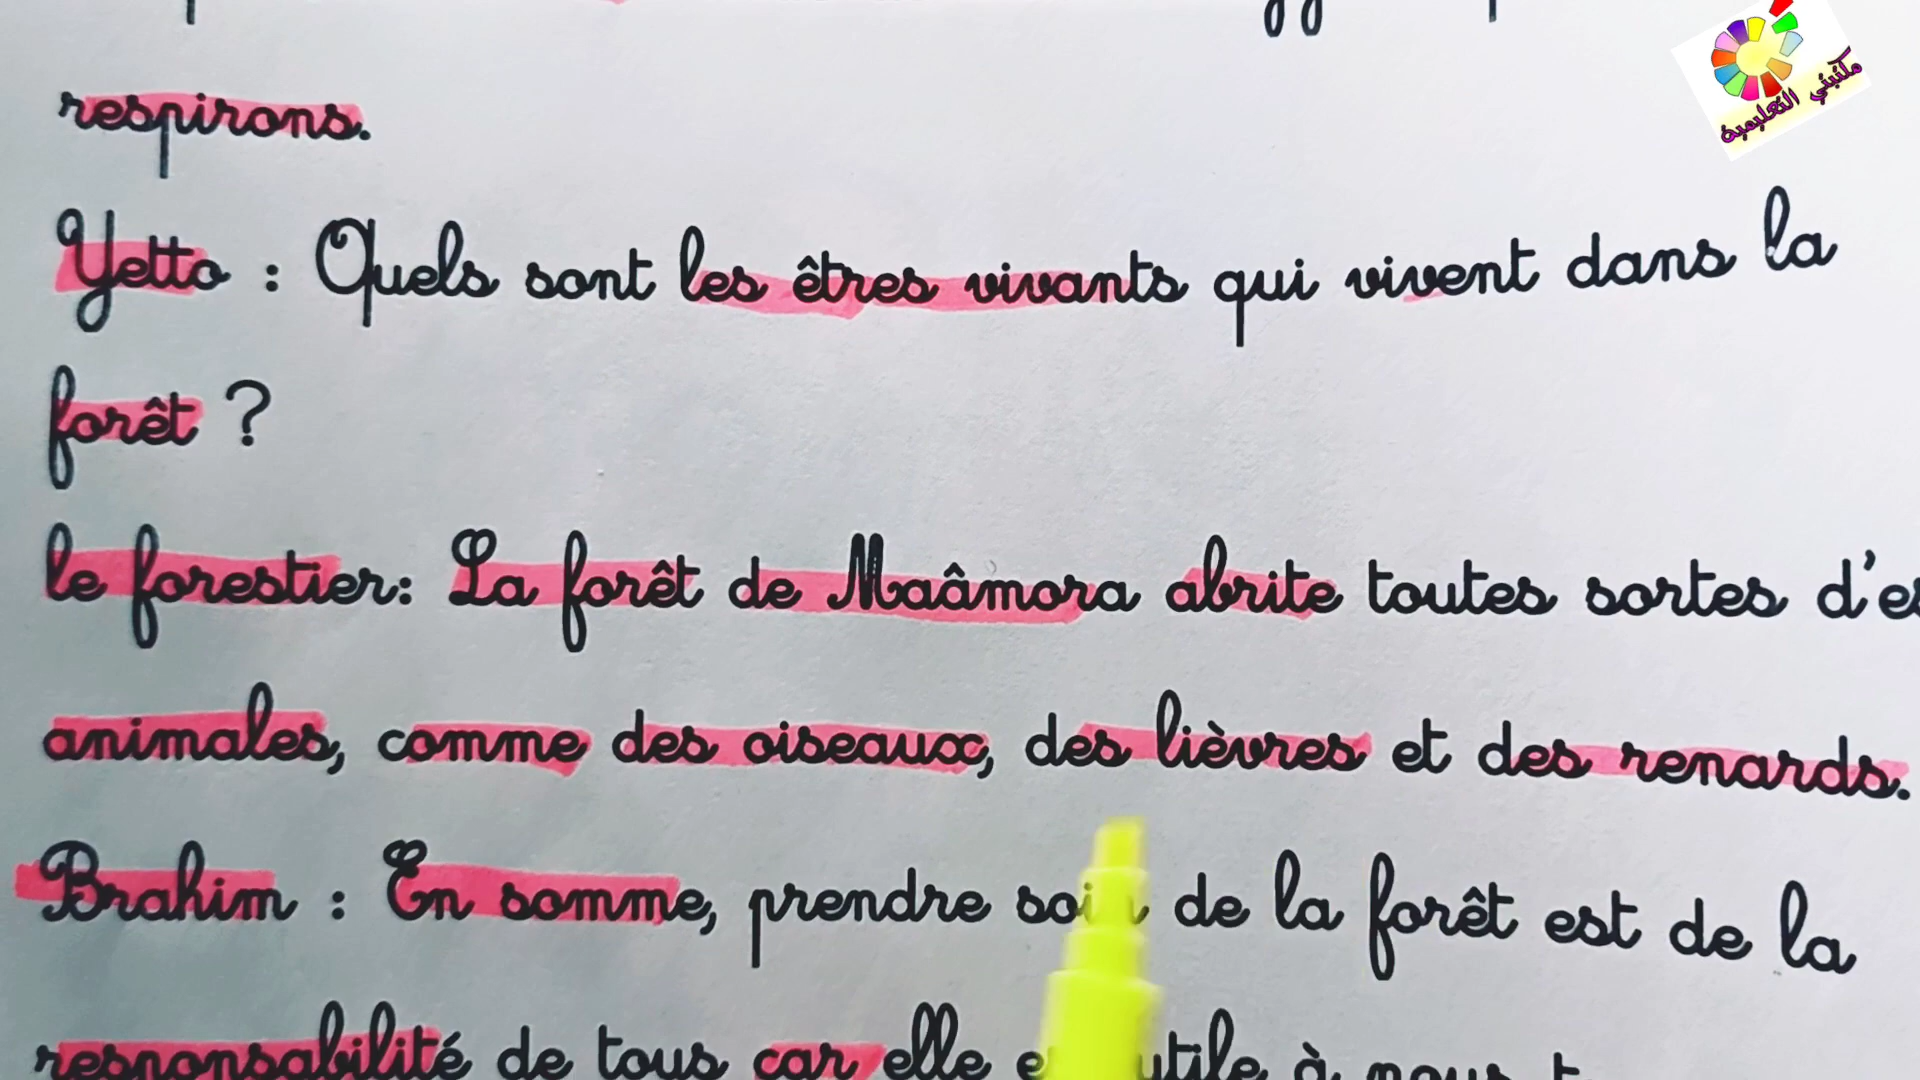 respirons.
Yetto : Quels sont les êtres vivants qui vivent dans la
forêt ?
le forestier: La forêt de Maâmora abrite toutes sortes
animales, comme des oiseaux, des lièvres et des renards.
Brahim : En somme, prendre de la forêt est de la
responsabilité de tous car elle utile à nous
مكتبتي التعليمية